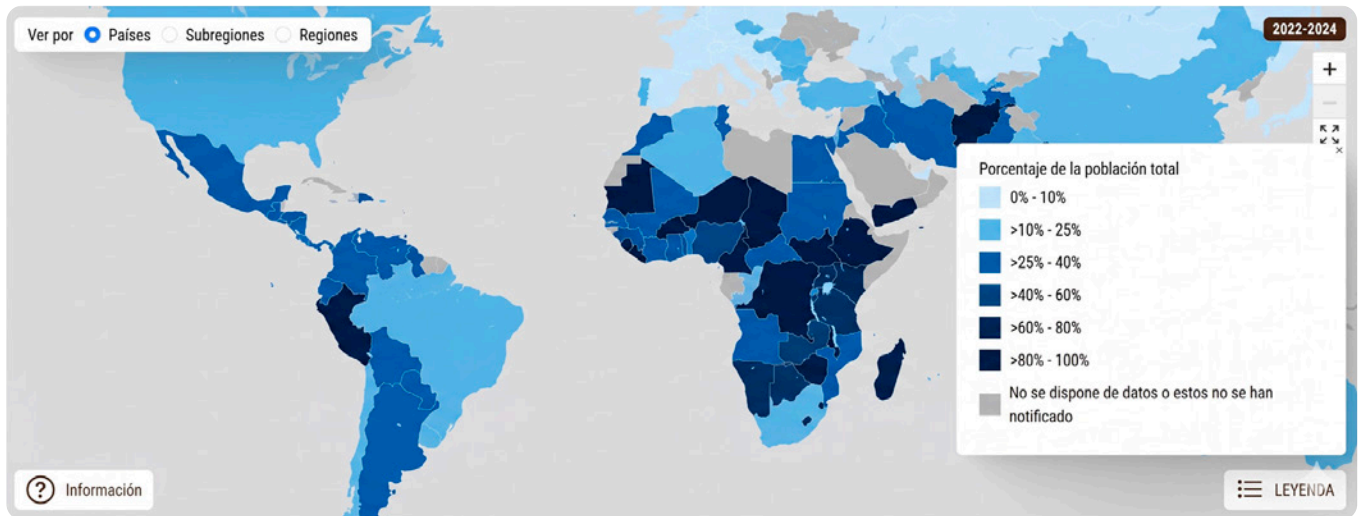 Ver por Países Subregiones Regiones
2022-2024
+
−
×
Porcentaje de la población total
0% - 10%
>10% - 25%
>25% - 40%
>40% - 60%
>60% - 80%
>80% - 100%
No se dispone de datos o estos no se han
notificado
? Información
LEYENDA